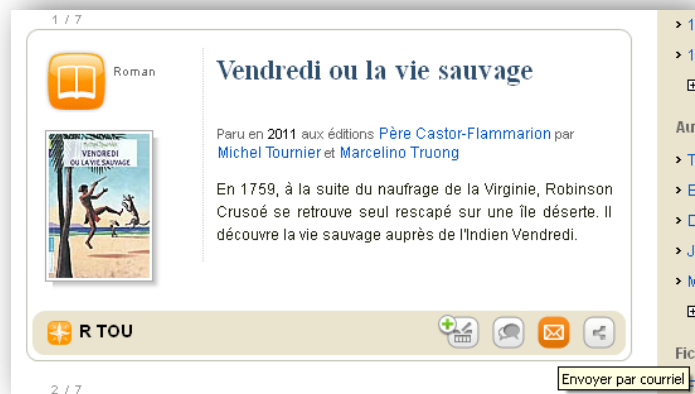 1 / 7
Roman
Vendredi ou la vie sauvage
Paru en 2011 aux éditions Père Castor-Flammarion par
Michel Tournier et Marcelino Truong
En 1759, à la suite du naufrage de la Virginie, Robinson
Crusoé se retrouve seul rescapé sur une île déserte. Il
découvre la vie sauvage auprès de l'Indien Vendredi.
VENDREDI
OU LA VIE SAUVAGE
R TOU
Envoyer par courriel
2 / 7